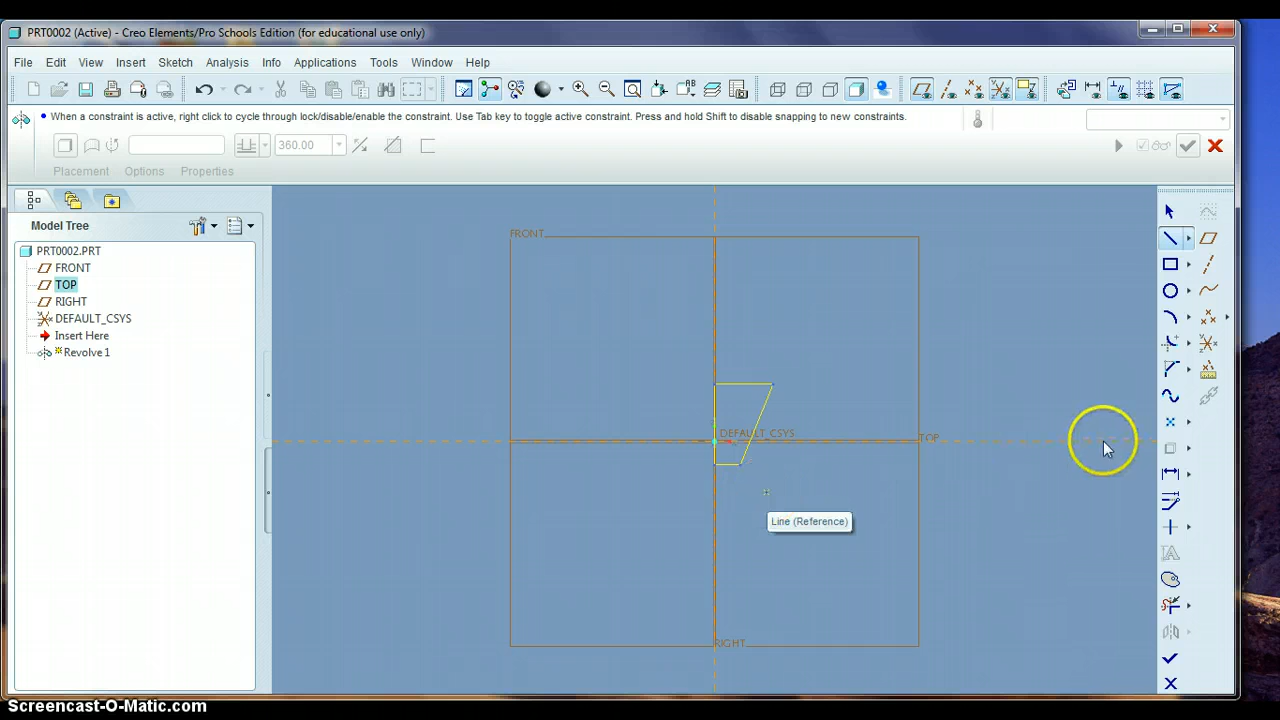 PRT0002 (Active) - Creo Elements/Pro Schools Edition (for educational use only)
File Edit View Insert Sketch Analysis Info Applications Tools Window Help
When a constraint is active, right click to cycle through lock/disable/enable the constraint. Use Tab key to toggle active constraint. Press and hold Shift to disable snapping to new constraints.
360.00
Placement Options Properties
Model Tree
PRT0002.PRT
FRONT
TOP
RIGHT
DEFAULT_CSYS
Insert Here
Revolve 1
FRONT
DEFAULT_CSYS
TOP
Line (Reference)
RIGHT
Screencast-O-Matic.com